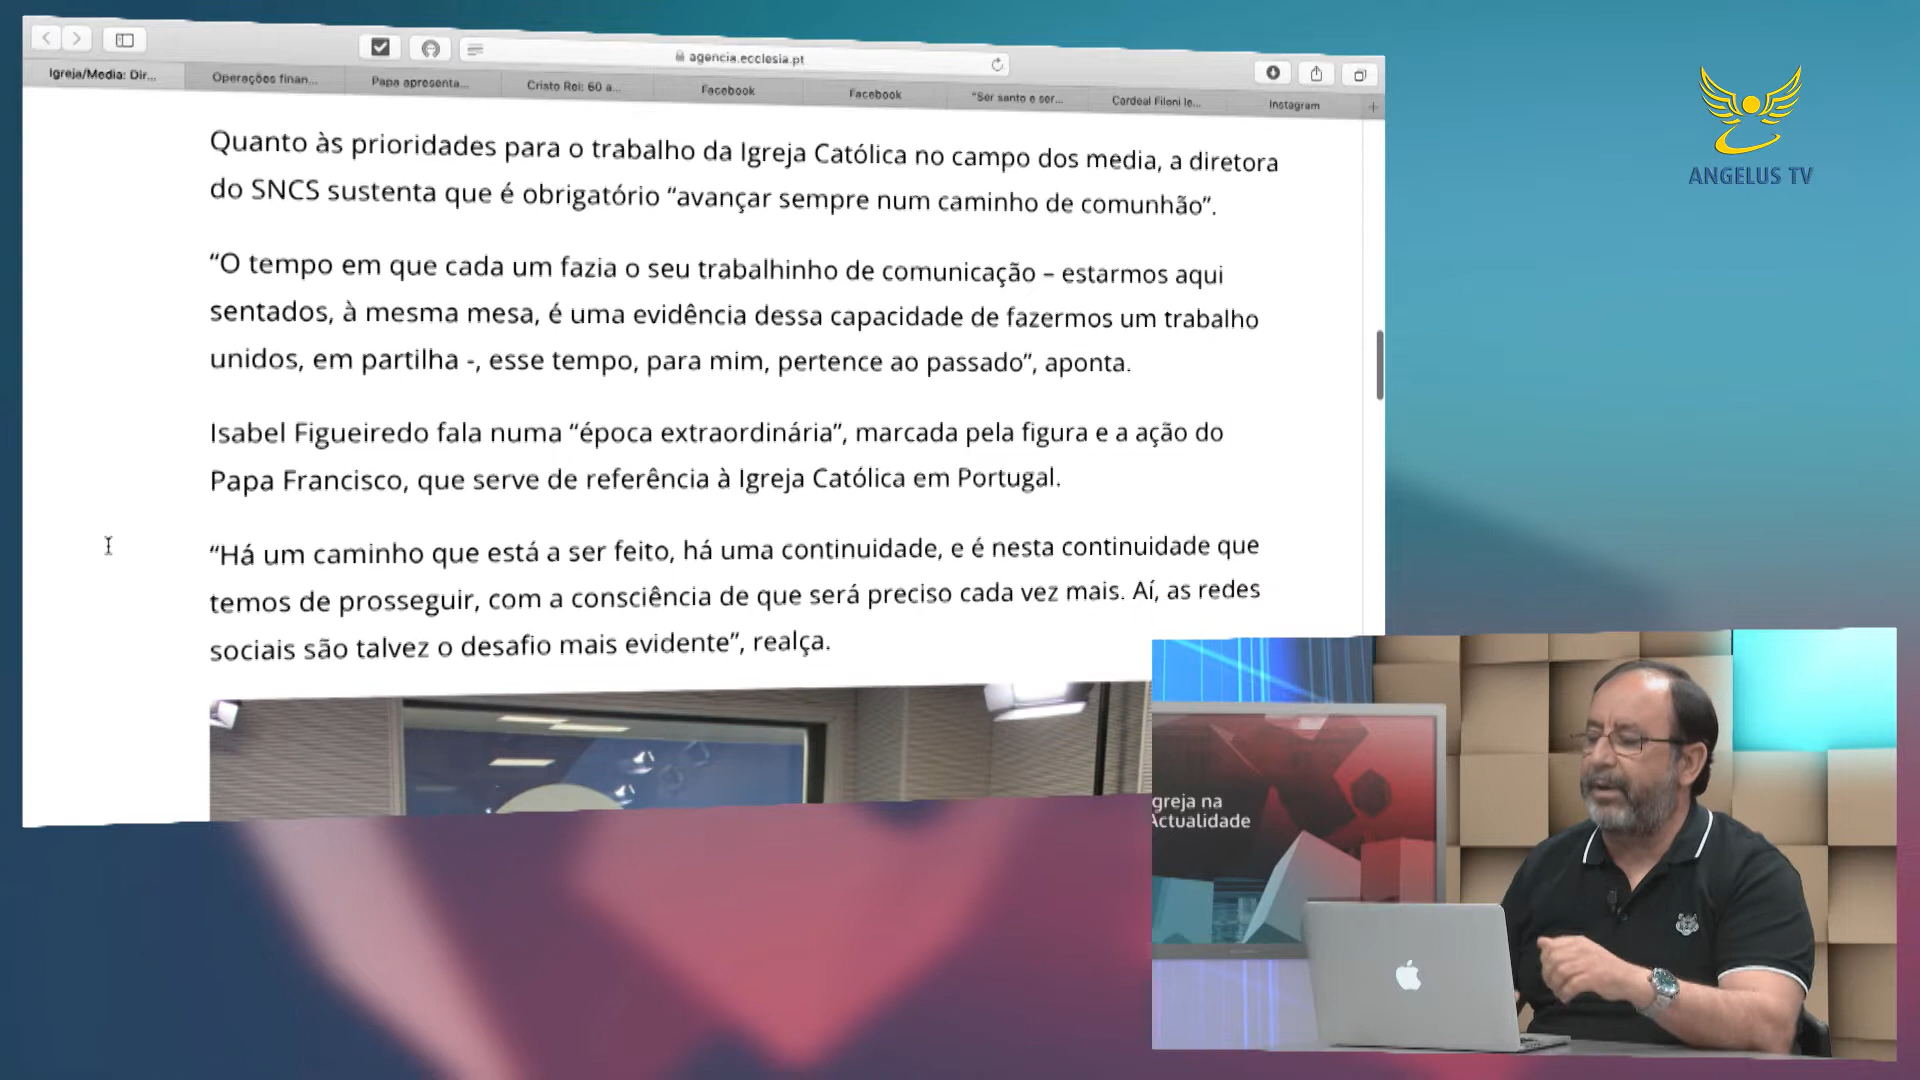 agencia.ecclesia.pt
Igreja/Media: Dir...
Operações finan...
Papa apresenta...
Cristo Rei: 60 a...
Facebook
Facebook
"Ser santo e ser...
Cardeal Filoni le...
Instagram
ANGELUS TV
Quanto às prioridades para o trabalho da Igreja Católica no campo dos media, a diretora
do SNCS sustenta que é obrigatório “avançar sempre num caminho de comunhão”.
“O tempo em que cada um fazia o seu trabalhinho de comunicação – estarmos aqui
sentados, à mesma mesa, é uma evidência dessa capacidade de fazermos um trabalho
unidos, em partilha -, esse tempo, para mim, pertence ao passado”, aponta.
Isabel Figueiredo fala numa “época extraordinária”, marcada pela figura e a ação do
Papa Francisco, que serve de referência à Igreja Católica em Portugal.
“Há um caminho que está a ser feito, há uma continuidade, e é nesta continuidade que
temos de prosseguir, com a consciência de que será preciso cada vez mais. Aí, as redes
sociais são talvez o desafio mais evidente”, realça.
greja na
Actualidade